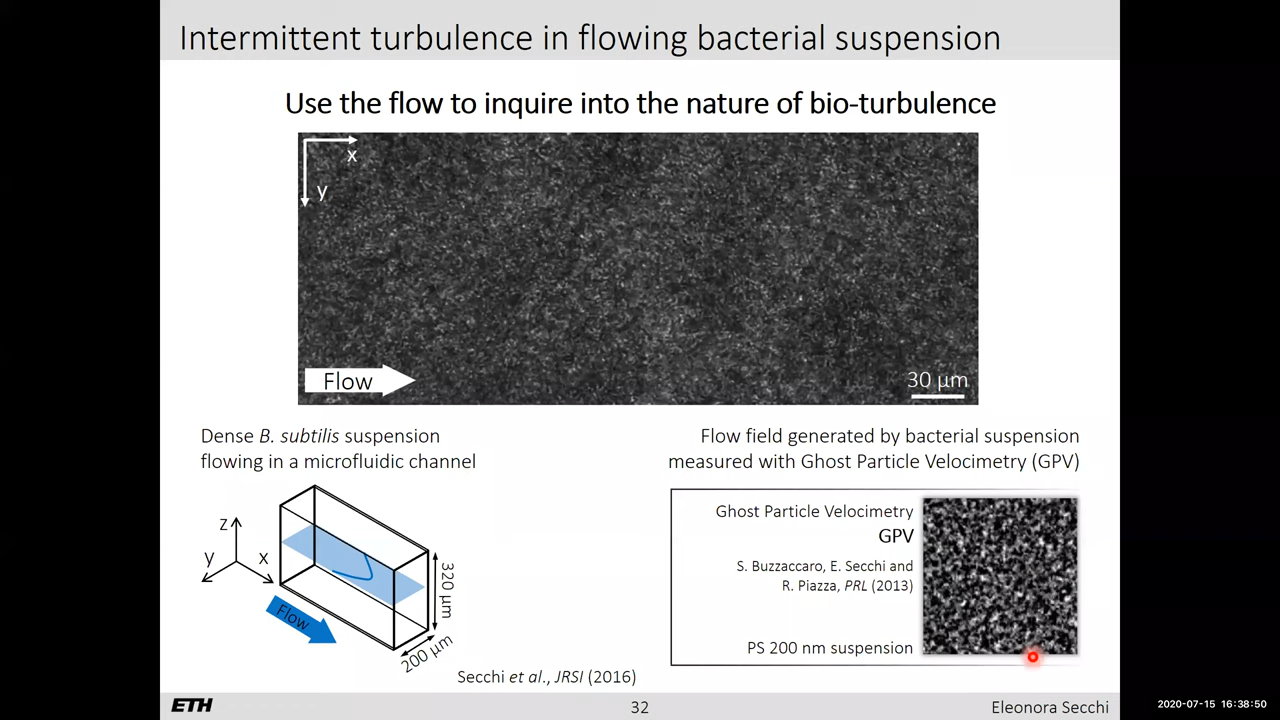 Intermittent turbulence in flowing bacterial suspension
Use the flow to inquire into the nature of bio-turbulence
x
y
Flow
30 µm
Dense B. subtilis suspension
flowing in a microfluidic channel
Flow field generated by bacterial suspension
measured with Ghost Particle Velocimetry (GPV)
z
y
x
Flow
320 µm
200 µm
Ghost Particle Velocimetry
GPV
S. Buzzaccaro, E. Secchi and
R. Piazza, PRL (2013)
PS 200 nm suspension
Secchi et al., JRSI (2016)
ETH
32
Eleonora Secchi
2020-07-15 16:38:50